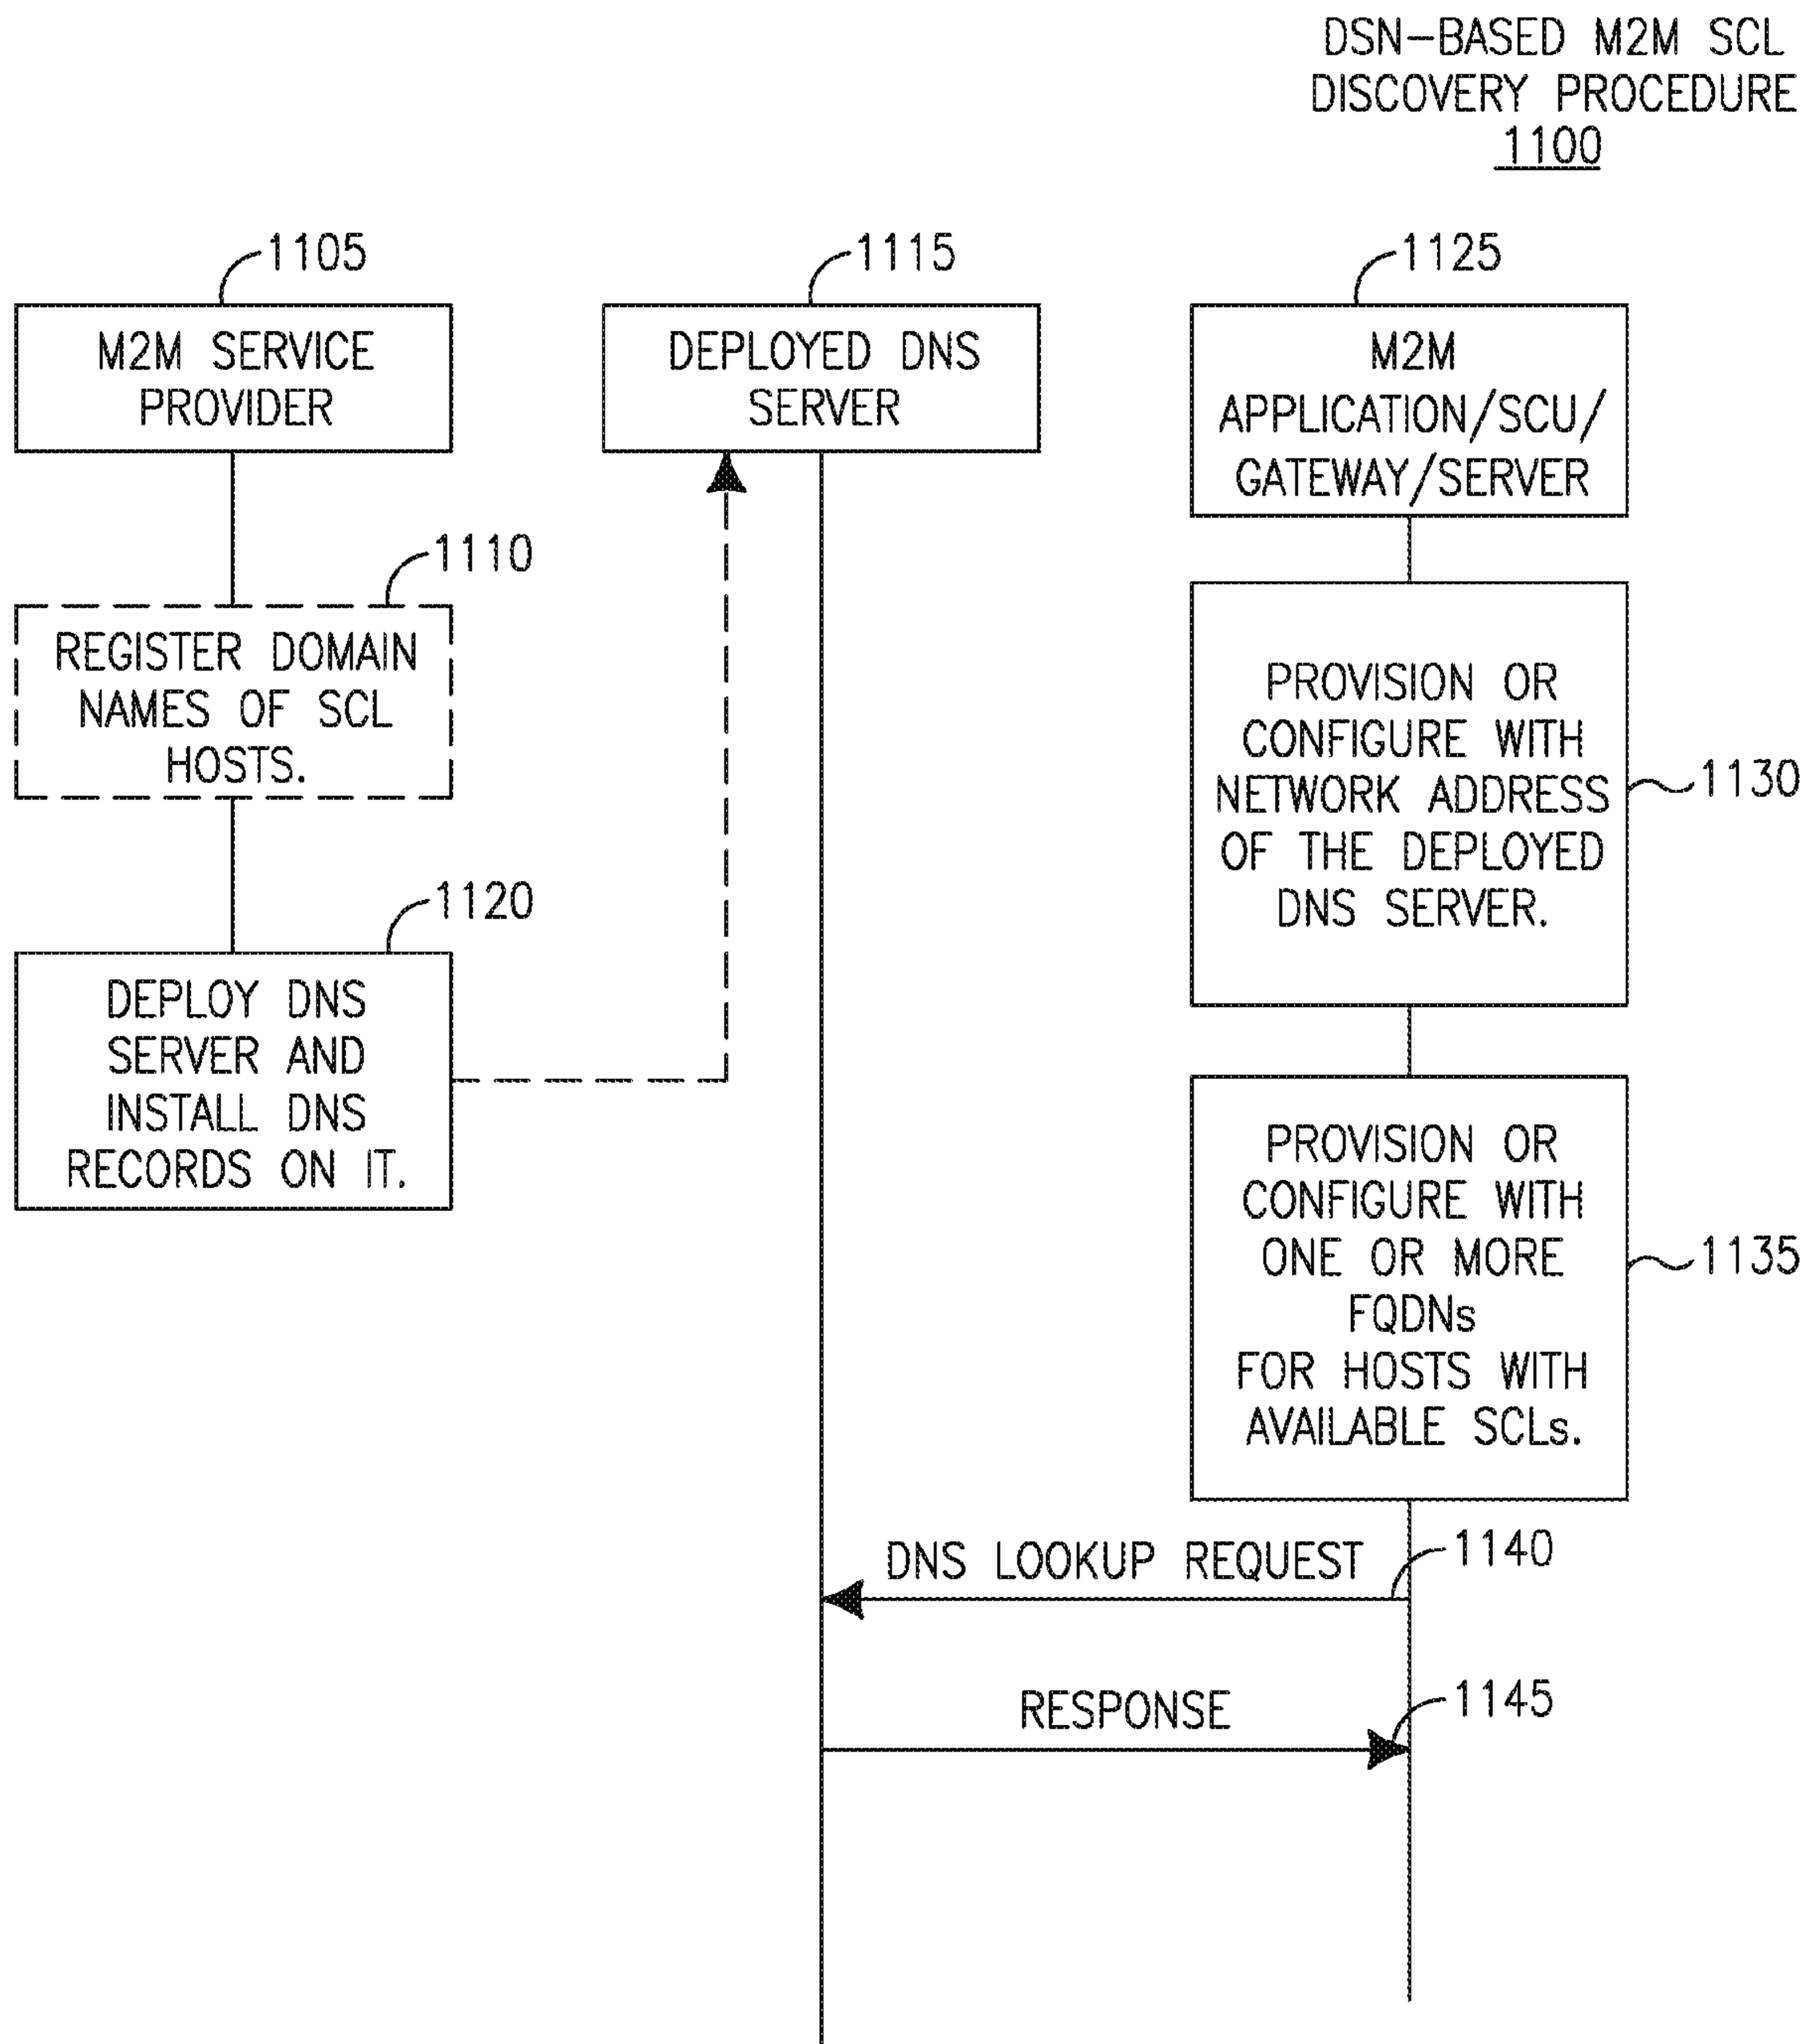 DSN-BASED M2M SCL
DISCOVERY PROCEDURE
1100
1105
M2M SERVICE
PROVIDER
1115
DEPLOYED DNS
SERVER
1125
M2M
APPLICATION/SCU/
GATEWAY/SERVER
1110
REGISTER DOMAIN
NAMES OF SCL
HOSTS.
1120
DEPLOY DNS
SERVER AND
INSTALL DNS
RECORDS ON IT.
PROVISION OR
CONFIGURE WITH
NETWORK ADDRESS
OF THE DEPLOYED
DNS SERVER.
1130
PROVISION OR
CONFIGURE WITH
ONE OR MORE
FQDNs
FOR HOSTS WITH
AVAILABLE SCLs.
1135
DNS LOOKUP REQUEST
1140
RESPONSE
1145